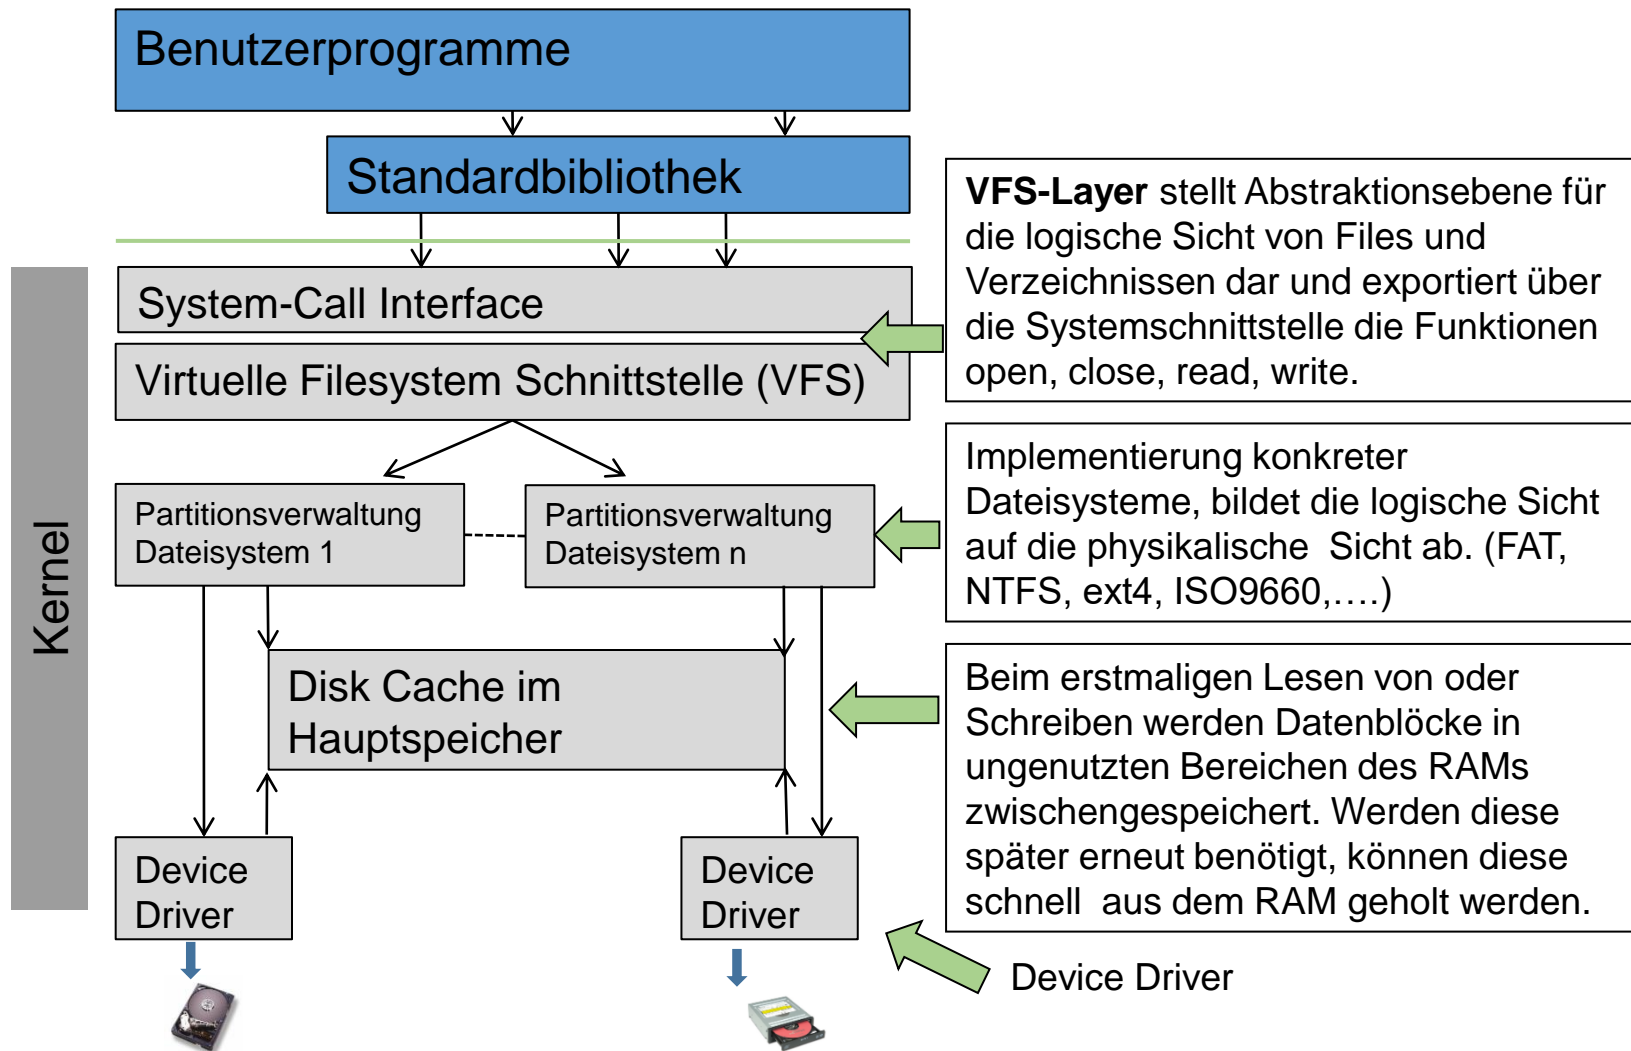 Benutzerprogramme
Standardbibliothek
System-Call Interface
Virtuelle Filesystem Schnittstelle (VFS)
Kernel
Partitionsverwaltung
Dateisystem 1
Partitionsverwaltung
Dateisystem n
Disk Cache im
Hauptspeicher
Device
Driver
Device
Driver
VFS-Layer stellt Abstraktionsebene für
die logische Sicht von Files und
Verzeichnissen dar und exportiert über
die Systemschnittstelle die Funktionen
open, close, read, write.
Implementierung konkreter
Dateisysteme, bildet die logische Sicht
auf die physikalische  Sicht ab. (FAT,
NTFS, ext4, ISO9660,….)
Beim erstmaligen Lesen von oder
Schreiben werden Datenblöcke in
ungenutzten Bereichen des RAMs
zwischengespeichert. Werden diese
später erneut benötigt, können diese
schnell  aus dem RAM geholt werden.
Device Driver